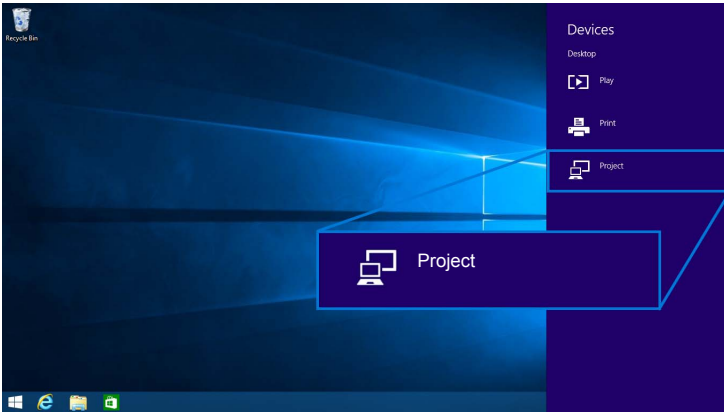 Recycle Bin
Devices
Desktop
Play
Print
Project
Project